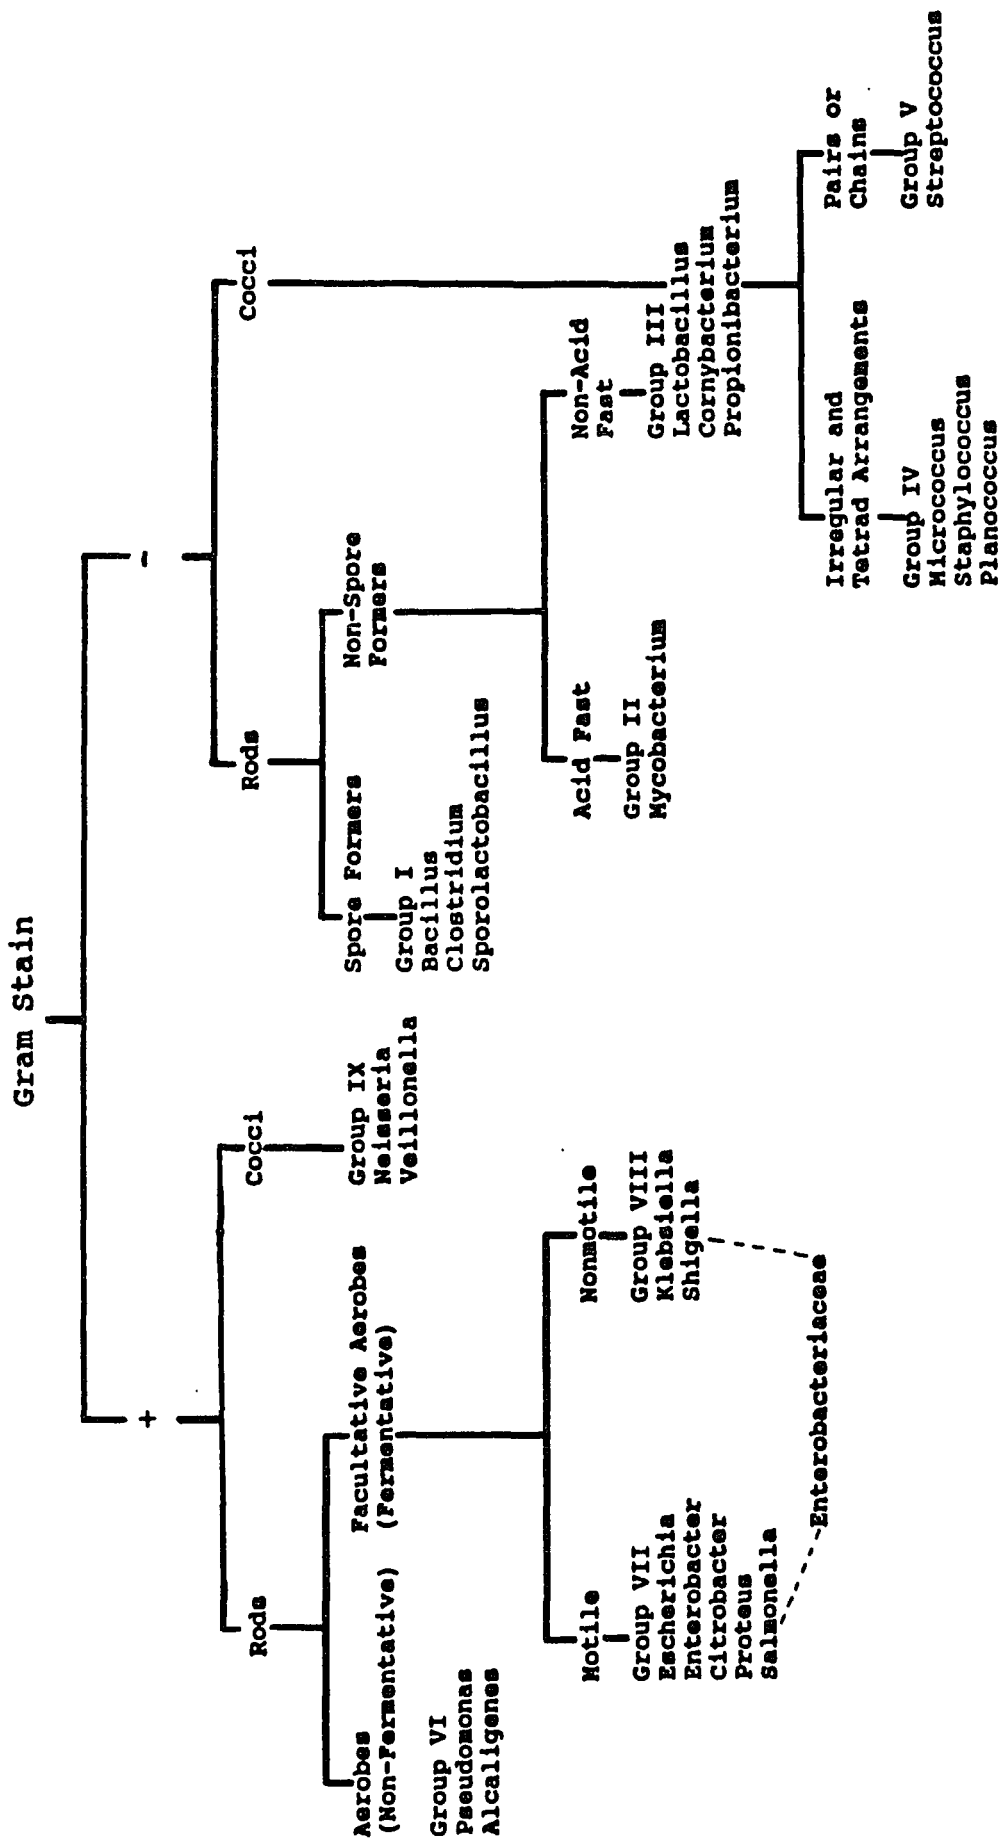 Gram Stain
+
-
Rods
Cocci
Rods
Cocci
Aerobes
(Non-Fermentative)
Group VI
Pseudomonas
Alcaligenes
Facultative Aerobes
(Fermentative)
Group IX
Neisseria
Veillonella
Spore Formers
Group I
Bacillus
Clostridium
Sporolactobacillus
Non-Spore
Formers
Motile
Group VII
Escherichia
Enterobacter
Citrobacter
Proteus
Salmonella
Nonmotile
Group VIII
Klebsiella
Shigella
Enterobacteriaceae
Acid Fast
Group II
Mycobacterium
Non-Acid
Fast
Group III
Lactobacillus
Cornybacterium
Propionibacterium
Irregular and
Tetrad Arrangements
Group IV
Micrococcus
Staphylococcus
Planococcus
Pairs or
Chains
Group V
Streptococcus